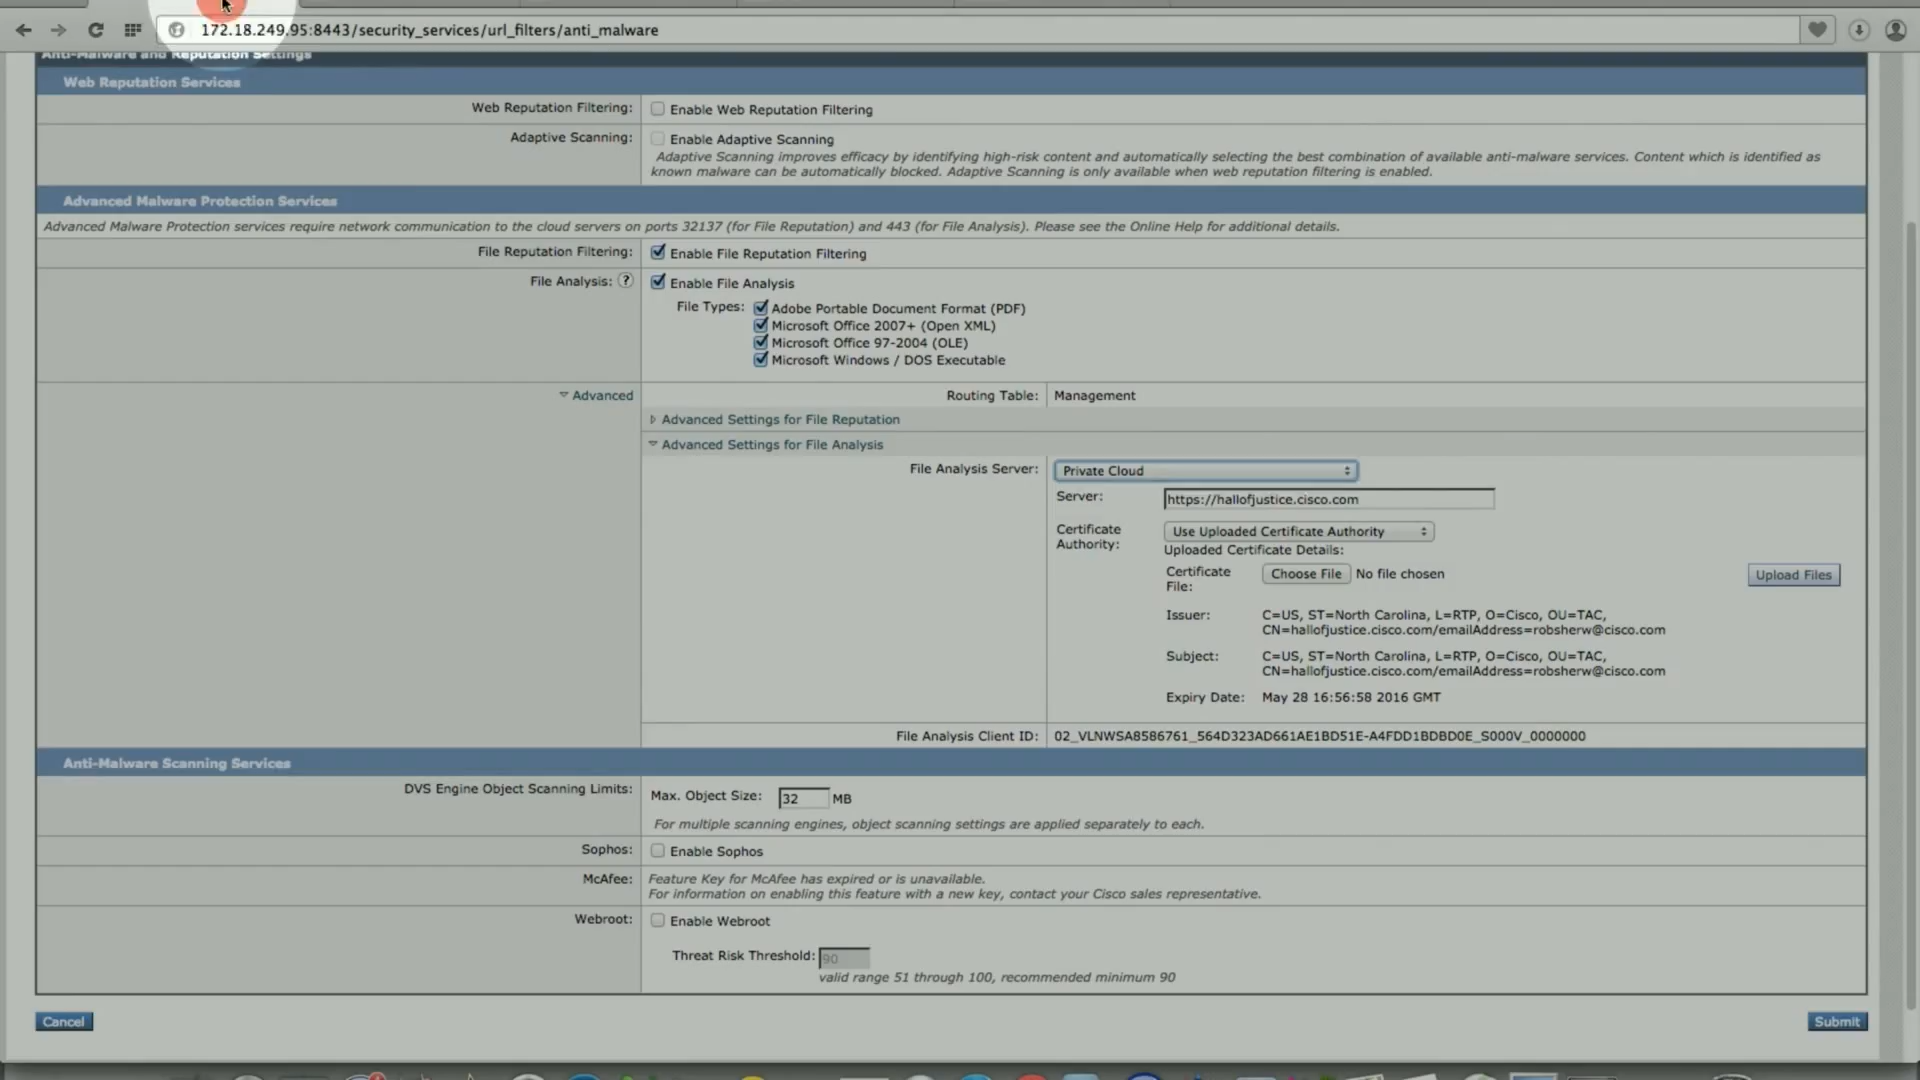 172.18.249.95:8443/security_services/url_filters/anti_malware
Anti-Malware and Reputation Settings
Web Reputation Services
Web Reputation Filtering: Enable Web Reputation Filtering
Adaptive Scanning: Enable Adaptive Scanning
Adaptive Scanning improves efficacy by identifying high-risk content and automatically selecting the best combination of available anti-malware services. Content which is identified as
known malware can be automatically blocked. Adaptive Scanning is only available when web reputation filtering is enabled.
Advanced Malware Protection Services
Advanced Malware Protection services require network communication to the cloud servers on ports 32137 (for File Reputation) and 443 (for File Analysis). Please see the Online Help for additional details.
File Reputation Filtering: Enable File Reputation Filtering
File Analysis: ? Enable File Analysis
File Types: Adobe Portable Document Format (PDF)
Microsoft Office 2007+ (Open XML)
Microsoft Office 97-2004 (OLE)
Microsoft Windows / DOS Executable
Advanced Routing Table: Management
Advanced Settings for File Reputation
Advanced Settings for File Analysis
File Analysis Server: Private Cloud
Server: https://hallofjustice.cisco.com
Certificate Authority: Use Uploaded Certificate Authority
Uploaded Certificate Details:
Certificate File: Choose File No file chosen Upload Files
Issuer: C=US, ST=North Carolina, L=RTP, O=Cisco, OU=TAC,
CN=hallofjustice.cisco.com/emailAddress=robsherw@cisco.com
Subject: C=US, ST=North Carolina, L=RTP, O=Cisco, OU=TAC,
CN=hallofjustice.cisco.com/emailAddress=robsherw@cisco.com
Expiry Date: May 28 16:56:58 2016 GMT
File Analysis Client ID: 02_VLNWSA8586761_564D323AD661AE1BD51E-A4FDD1BDBD0E_S000V_0000000
Anti-Malware Scanning Services
DVS Engine Object Scanning Limits: Max. Object Size: 32 MB
For multiple scanning engines, object scanning settings are applied separately to each.
Sophos: Enable Sophos
McAfee: Feature Key for McAfee has expired or is unavailable.
For information on enabling this feature with a new key, contact your Cisco sales representative.
Webroot: Enable Webroot
Threat Risk Threshold: 90
valid range 51 through 100, recommended minimum 90
Cancel Submit